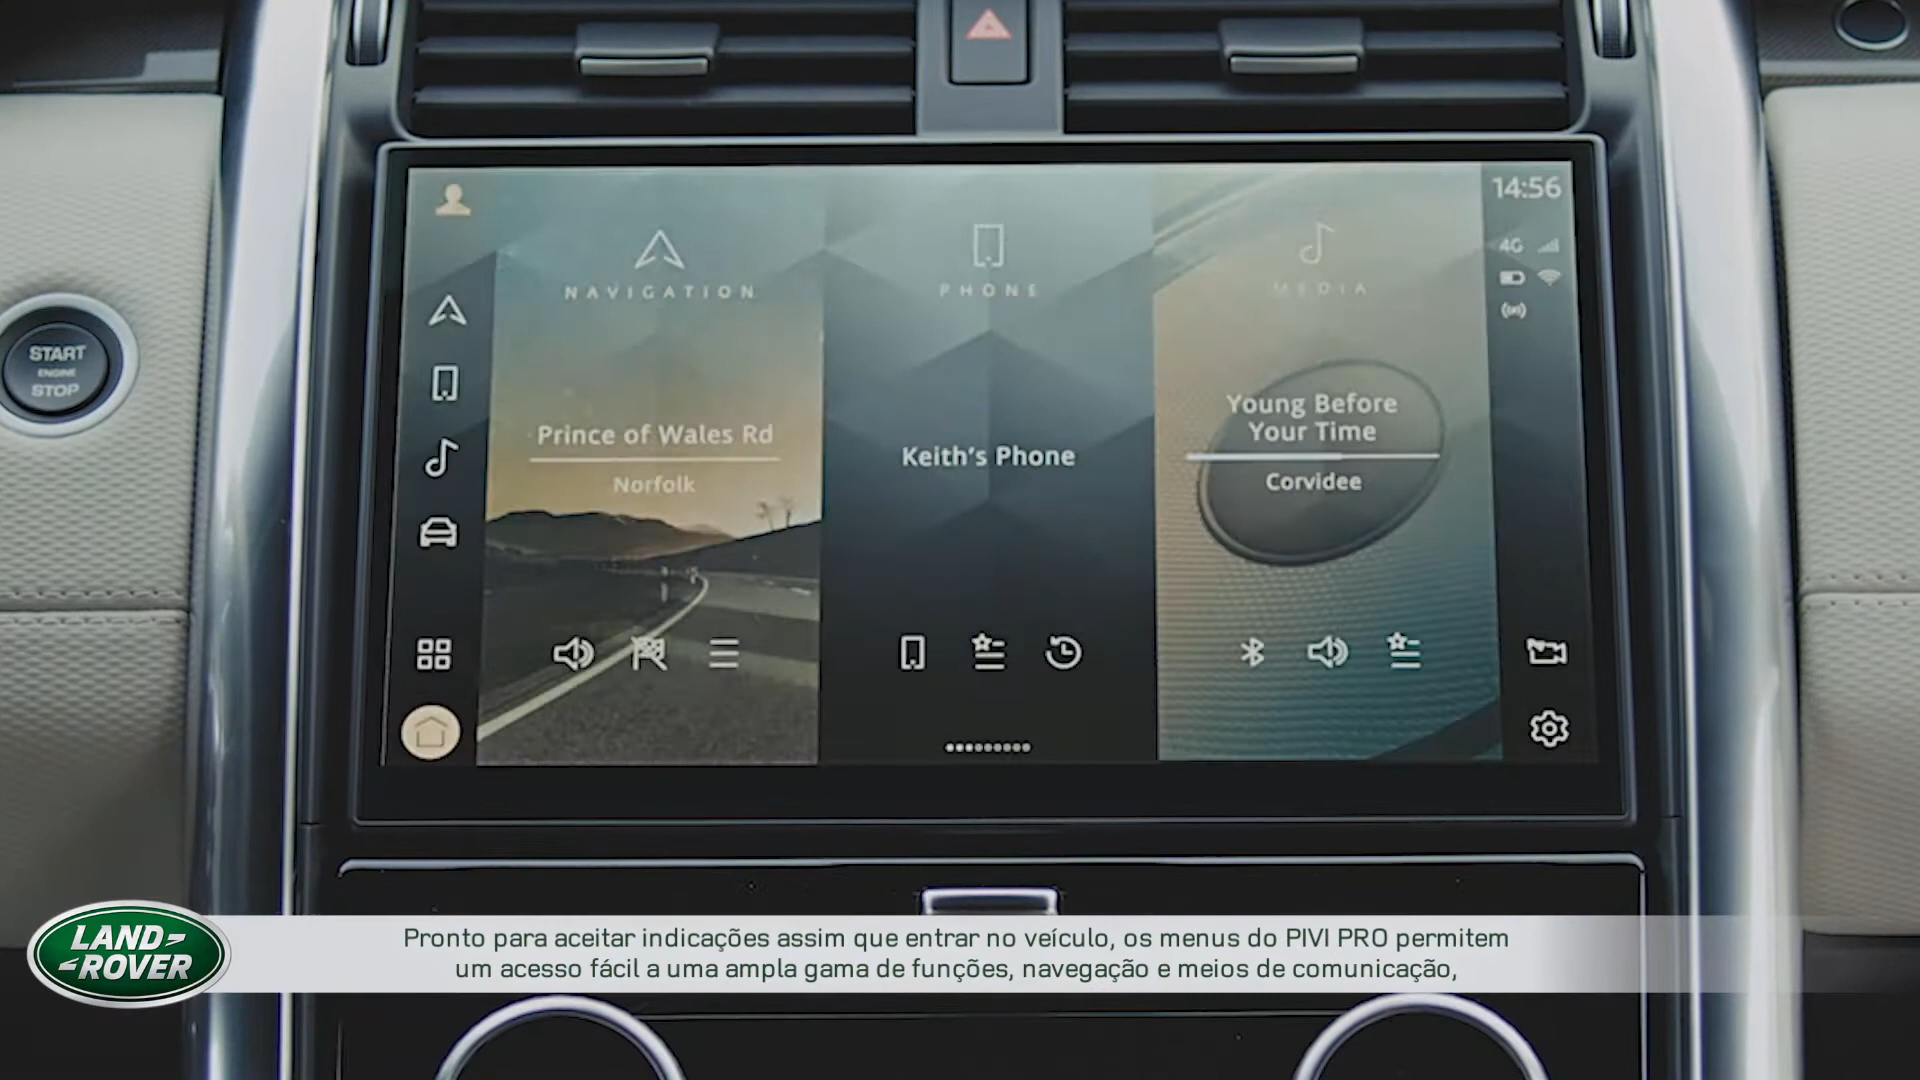 14:56
4G
NAVIGATION
PHONE
MEDIA
START
ENGINE
STOP
Prince of Wales Rd
Norfolk
Keith's Phone
Young Before
Your Time
Corvidee
LAND-
-ROVER
Pronto para aceitar indicações assim que entrar no veículo, os menus do PIVI PRO permitem
um acesso fácil a uma ampla gama de funções, navegação e meios de comunicação,